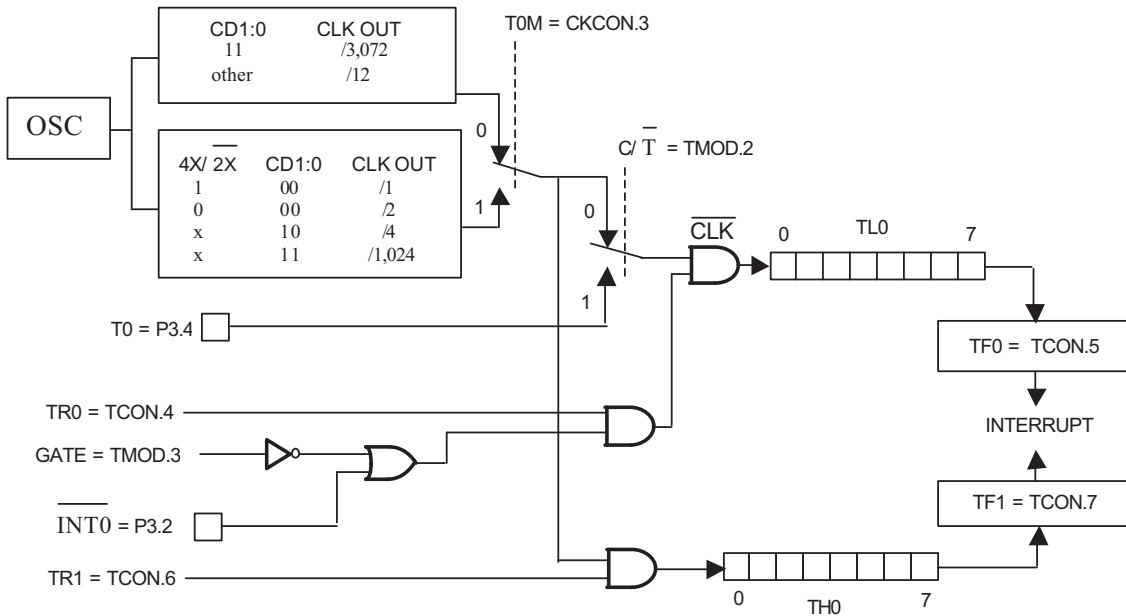 T0M = CKCON.3
CD1:0 CLK OUT
11 /3,072
other /12
OSC
0
4X/ 2X CD1:0 CLK OUT
1 00 /1
0 00 /2
x 10 /4
x 11 /1,024
1
C/ T = TMOD.2
0
CLK
0 TL0 7
1
T0 = P3.4
TF0 = TCON.5
TR0 = TCON.4
INTERRUPT
GATE = TMOD.3
TF1 = TCON.7
INT0 = P3.2
TR1 = TCON.6
0 TH0 7